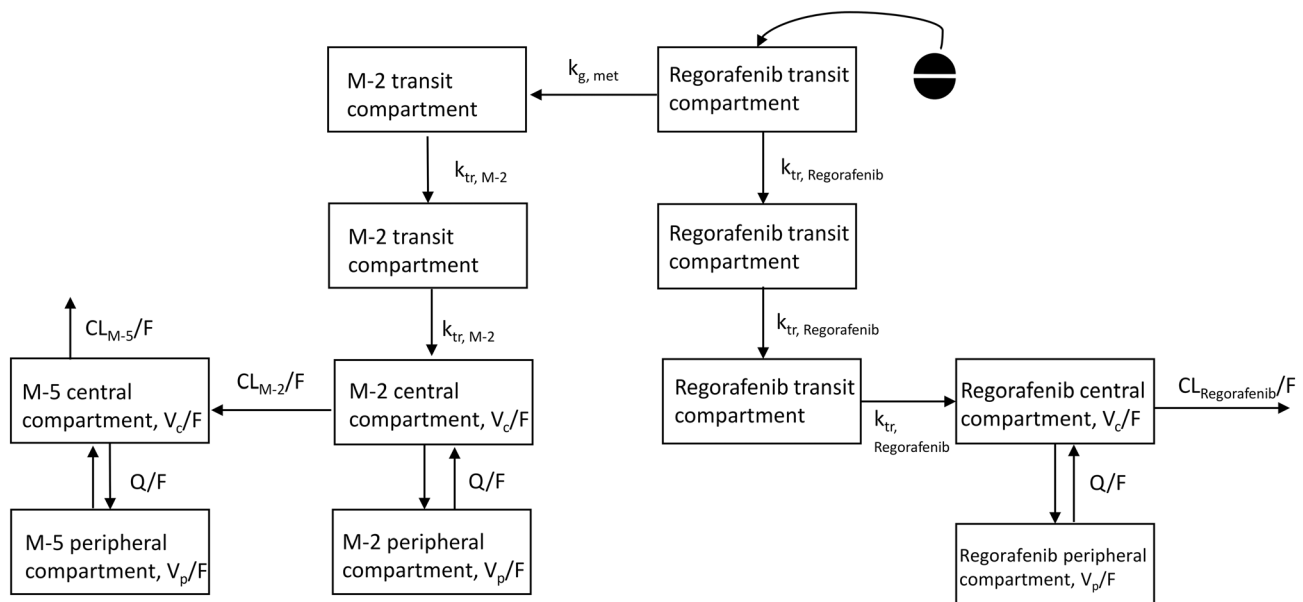 M-2 transit
compartment
k_g, met
Regorafenib transit
compartment
k_tr, M-2
k_tr, Regorafenib
M-2 transit
compartment
Regorafenib transit
compartment
k_tr, M-2
k_tr, Regorafenib
CL_M-5/F
M-5 central
compartment, V_c/F
CL_M-2/F
M-2 central
compartment, V_c/F
Regorafenib transit
compartment
k_tr,
Regorafenib
Regorafenib central
compartment, V_c/F
CL_Regorafenib/F
Q/F
Q/F
Q/F
M-5 peripheral
compartment, V_p/F
M-2 peripheral
compartment, V_p/F
Regorafenib peripheral
compartment, V_p/F